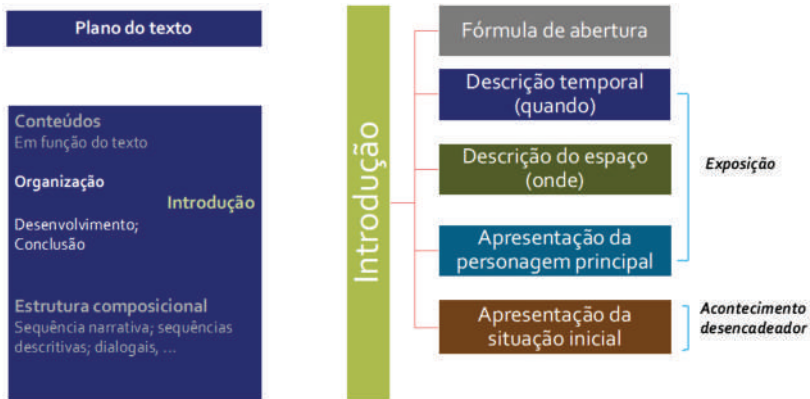 Plano do texto
Conteúdos
Em função do texto
Organização
Introdução
Desenvolvimento;
Conclusão
Estrutura composicional
Sequência narrativa; sequências
descritivas; dialogais, ...
Introdução
Fórmula de abertura
Descrição temporal
(quando)
Descrição do espaço
(onde)
Apresentação da
personagem principal
Apresentação da
situação inicial
Exposição
Acontecimento
desencadeador